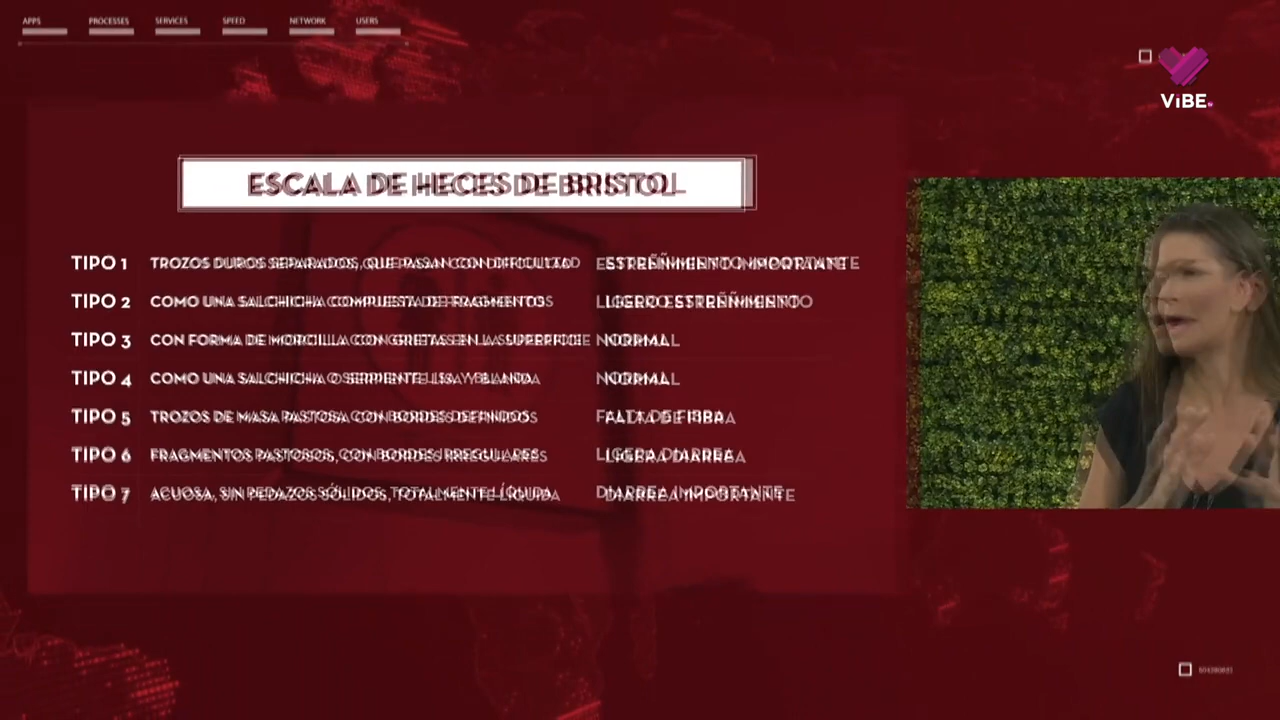 APPS PROCESSES SERVICES SPEED NETWORK USERS
ViBE
ESCALA DE HECES DE BRISTOL
TIPO 1 TROZOS DUROS SEPARADOS, QUE PASAN CON DIFICULTAD ESTREÑIMIENTO IMPORTANTE
TIPO 2 COMO UNA SALCHICHA COMPUESTA DE FRAGMENTOS LIGERO ESTREÑIMIENTO
TIPO 3 CON FORMA DE MORCILLA CON GRIETAS EN LA SUPERFICIE NORMAL
TIPO 4 COMO UNA SALCHICHA O SERPIENTE LISA Y BLANDA NORMAL
TIPO 5 TROZOS DE MASA PASTOSA CON BORDES DEFINIDOS FALTA DE FIBRA
TIPO 6 FRAGMENTOS PASTOSOS, CON BORDES IRREGULARES LIGERA DIARREA
TIPO 7 ACUOSA, SIN PEDAZOS SÓLIDOS, TOTALMENTE LÍQUIDA DIARREA IMPORTANTE